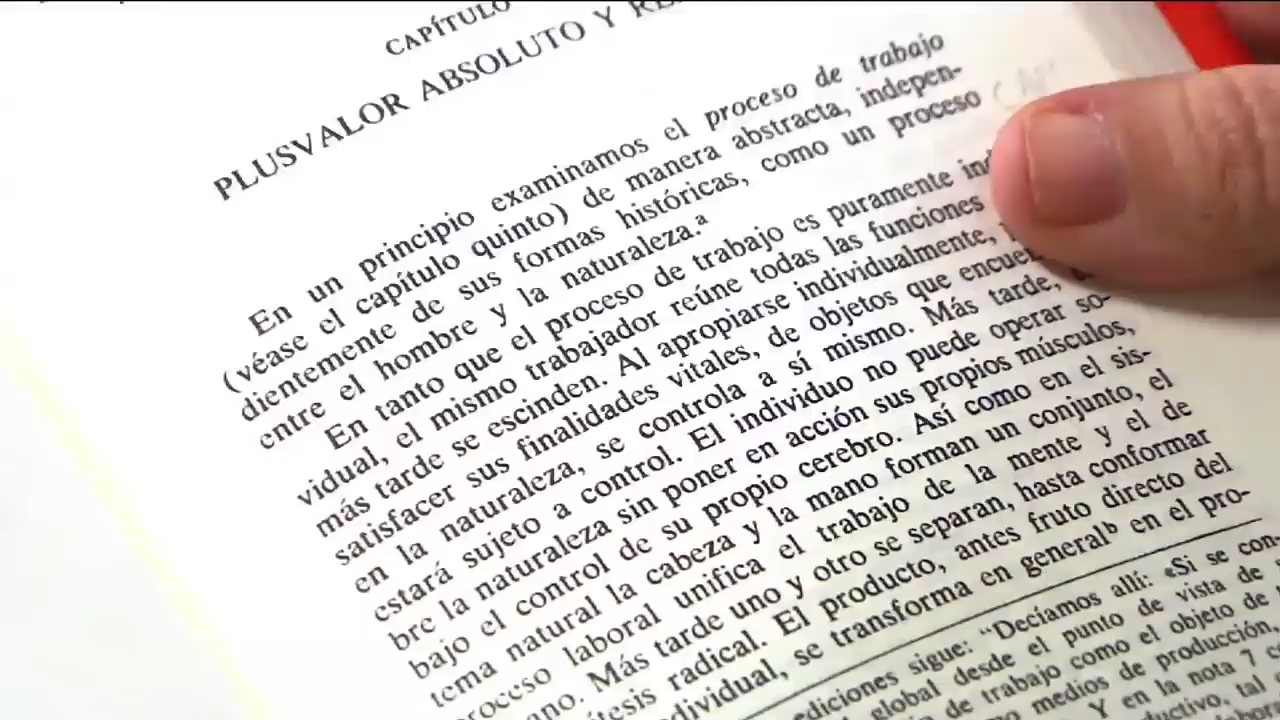 CAPÍTULO
PLUSVALOR ABSOLUTO Y
En un principio examinamos el proceso de trabajo
(véase el capítulo quinto) de manera abstracta, indepen-
dientemente de sus formas históricas, como un proceso
entre el hombre y la naturaleza.ª
En tanto que el proceso de trabajo es puramente
vidual, el mismo trabajador reúne todas las funciones
más tarde se escinden. Al apropiarse individualmente,
satisfacer sus finalidades vitales, de objetos que
en la naturaleza, se controla a sí mismo. Más tarde,
estará sujeto a control. El individuo no puede operar so-
bre la naturaleza sin poner en acción sus propios músculos,
bajo el control de su propio cerebro. Así como en el sis-
tema natural la cabeza y la mano forman un conjunto, el
proceso laboral unifica el trabajo de la mente y el de
Más tarde uno y otro se separan, hasta conformar
radical. El producto, antes fruto directo del
se transforma en generalᵇ en el pro-
ediciones sigue: "Decíamos allí: «Si se con-
global desde el punto de vista de
de trabajo como el objeto de
como medios de producción,
Y en la nota 7
tal